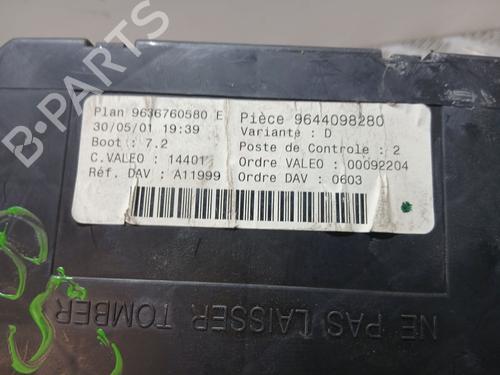 B-PARTS
Plan 9636760580 E
30/05/01 19:39
Boot : 7.2
C.VALEO : 14401
Réf. DAV : A11999
Pièce 9644098280
Variante : D
Poste de Controle : 2
Ordre VALEO : 00092204
Ordre DAV : 0603
NE PAS LAISSER TOMBER